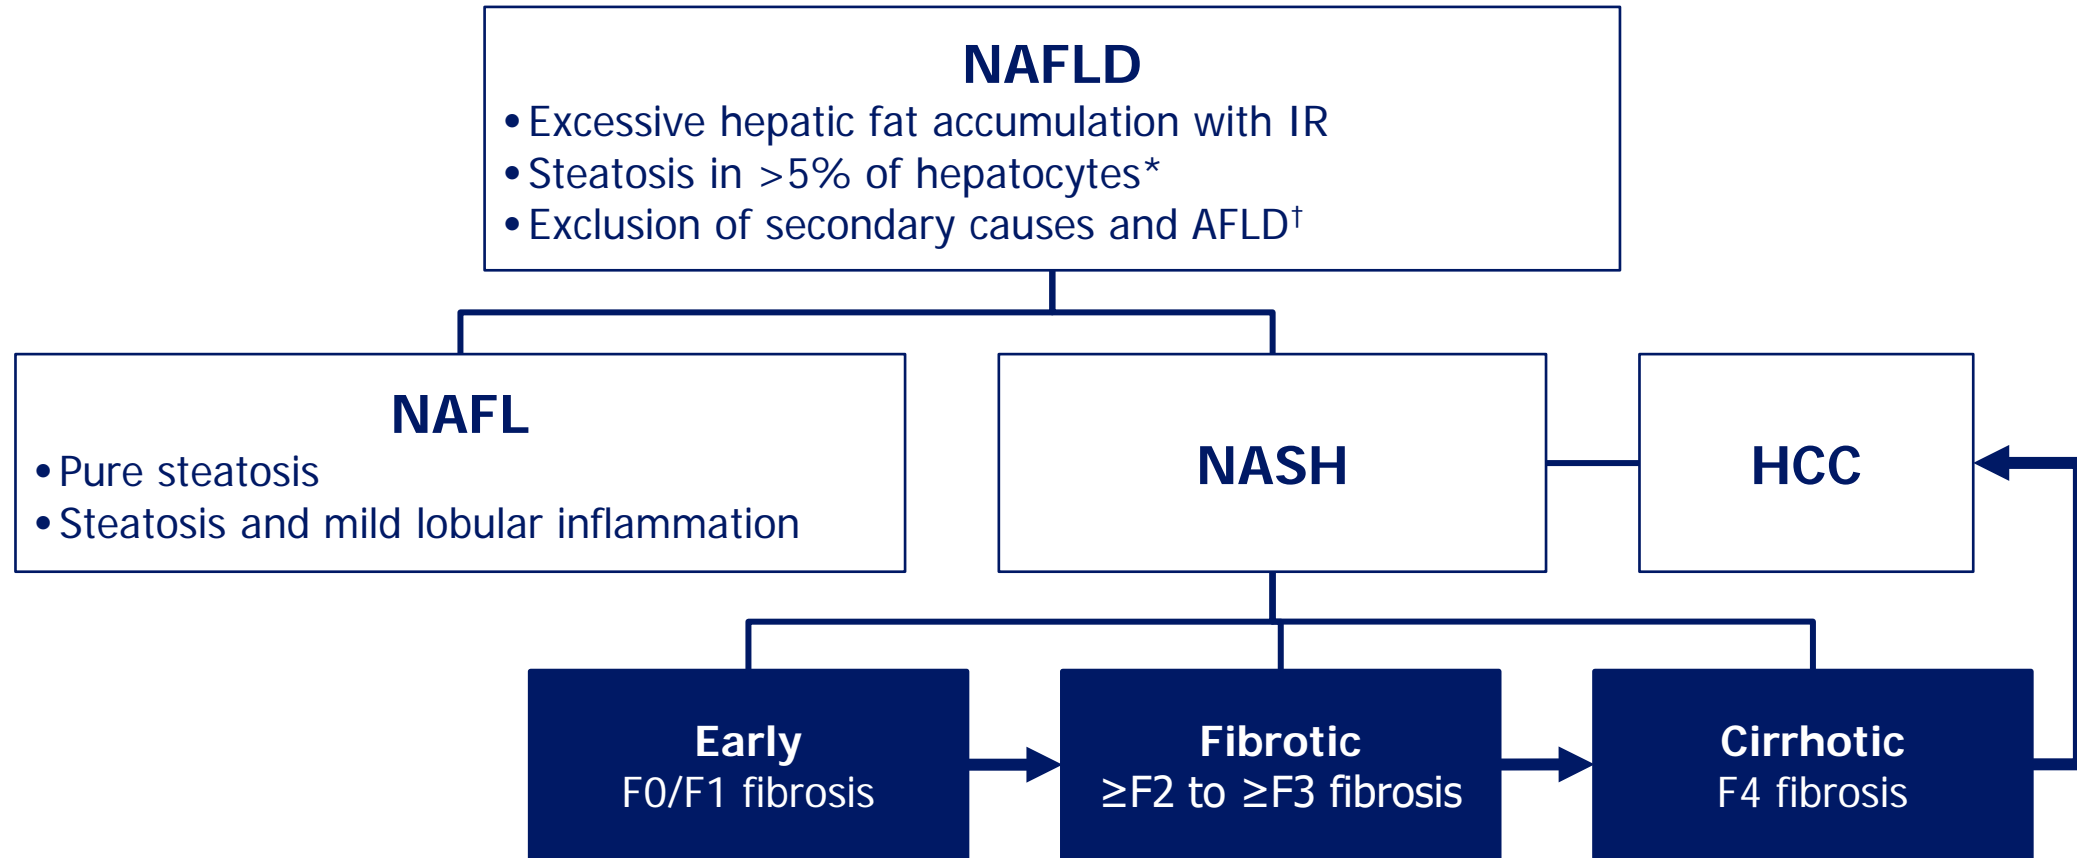 NAFLD
• Excessive hepatic fat accumulation with IR
• Steatosis in >5% of hepatocytes*
• Exclusion of secondary causes and AFLD†
NAFL
• Pure steatosis
• Steatosis and mild lobular inflammation
NASH
HCC
Early
F0/F1 fibrosis
Fibrotic
≥F2 to ≥F3 fibrosis
Cirrhotic
F4 fibrosis